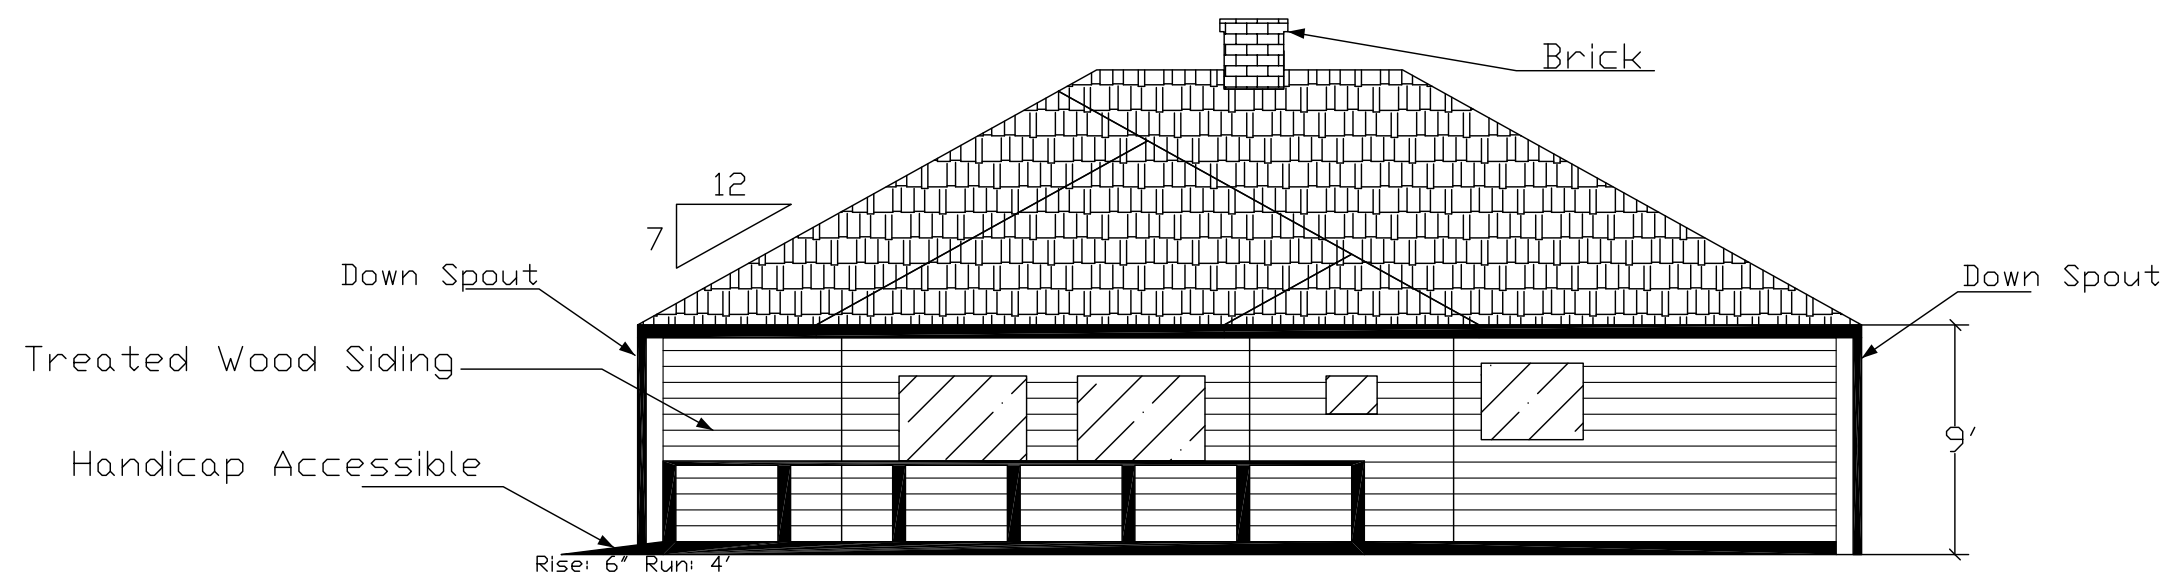 Brick
12
7
Down Spout
Down Spout
Treated Wood Siding
9'
Handicap Accessible
Rise: 6" Run: 4'